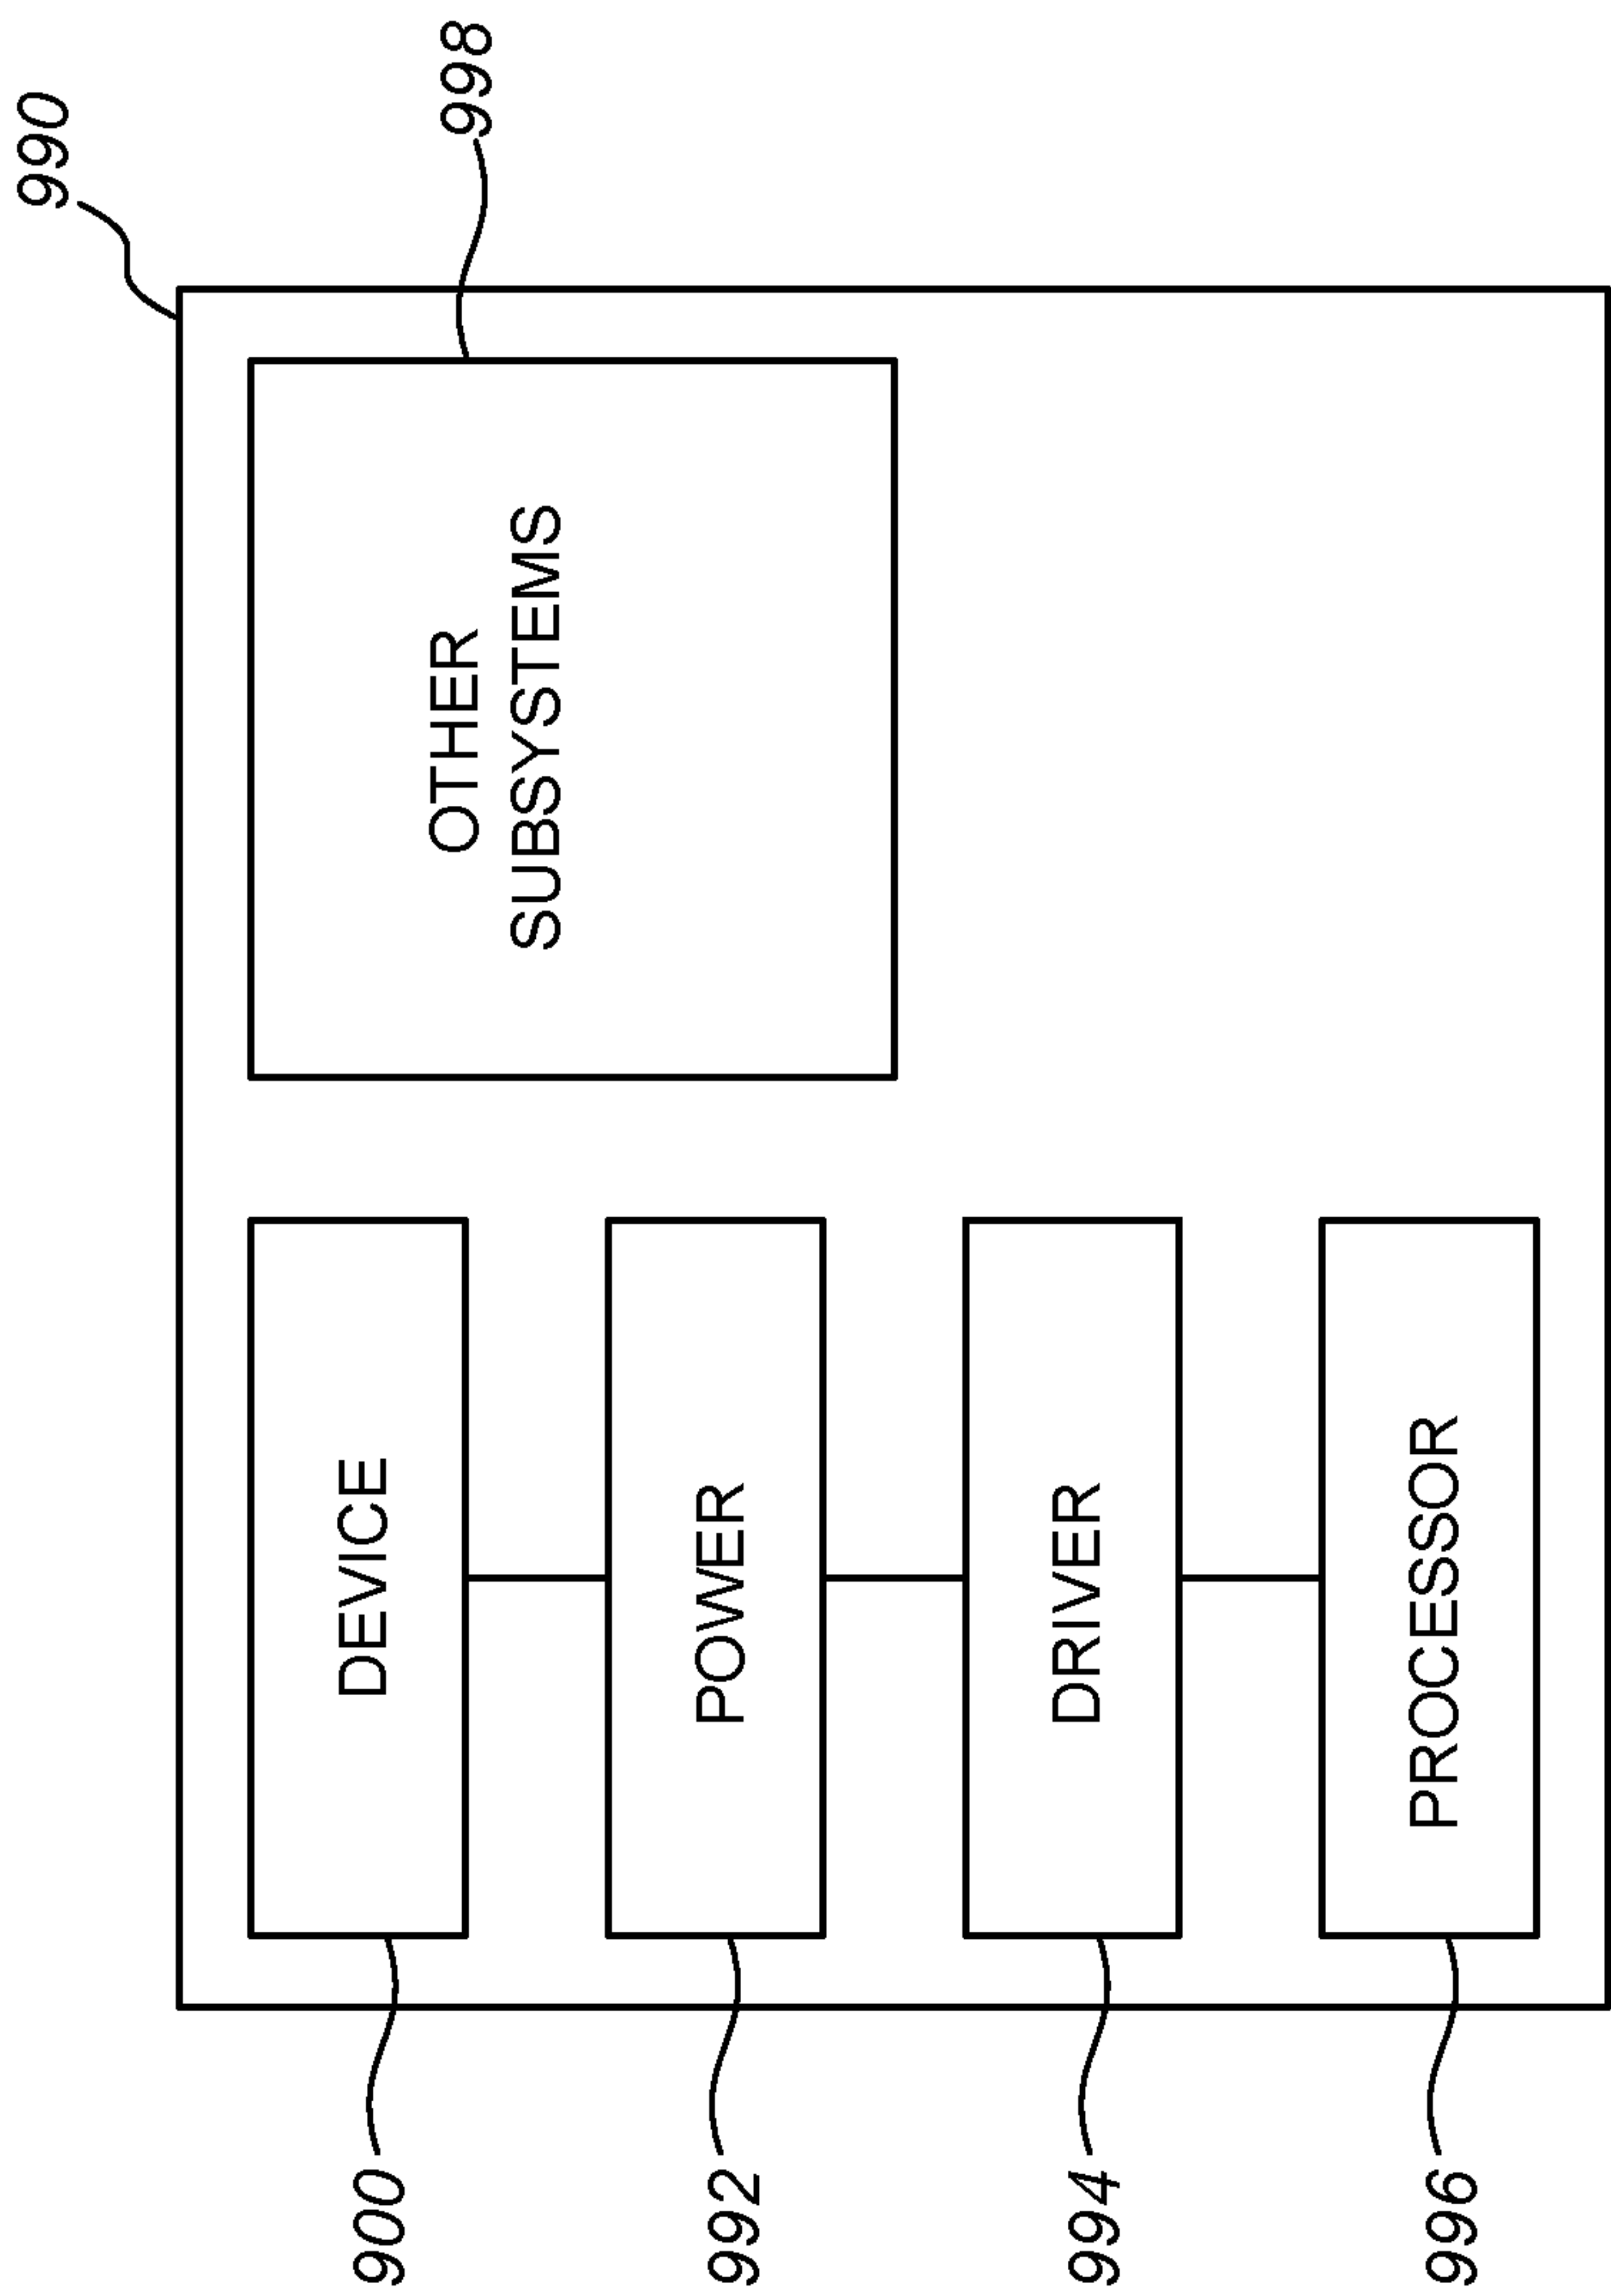 990
998
900
DEVICE
OTHER
SUBSYSTEMS
992
POWER
994
DRIVER
996
PROCESSOR